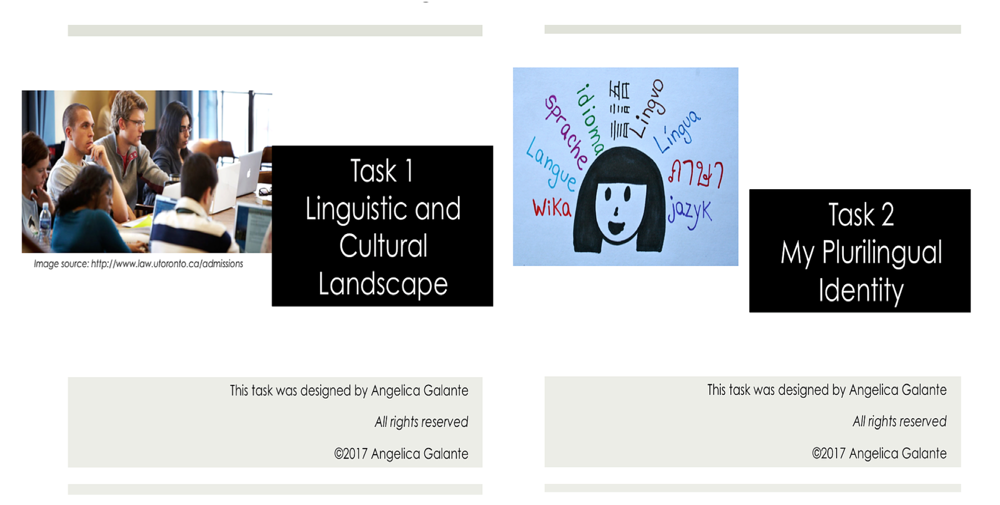 Image source: http://www.law.utoronto.ca/admissions
Task 1
Linguistic and
Cultural
Landscape
This task was designed by Angelica Galante
All rights reserved
©2017 Angelica Galante
wika
Langue
sprache
idioma
言語
Lingvo
Língua
ภาษา
jazyk
Task 2
My Plurilingual
Identity
This task was designed by Angelica Galante
All rights reserved
©2017 Angelica Galante